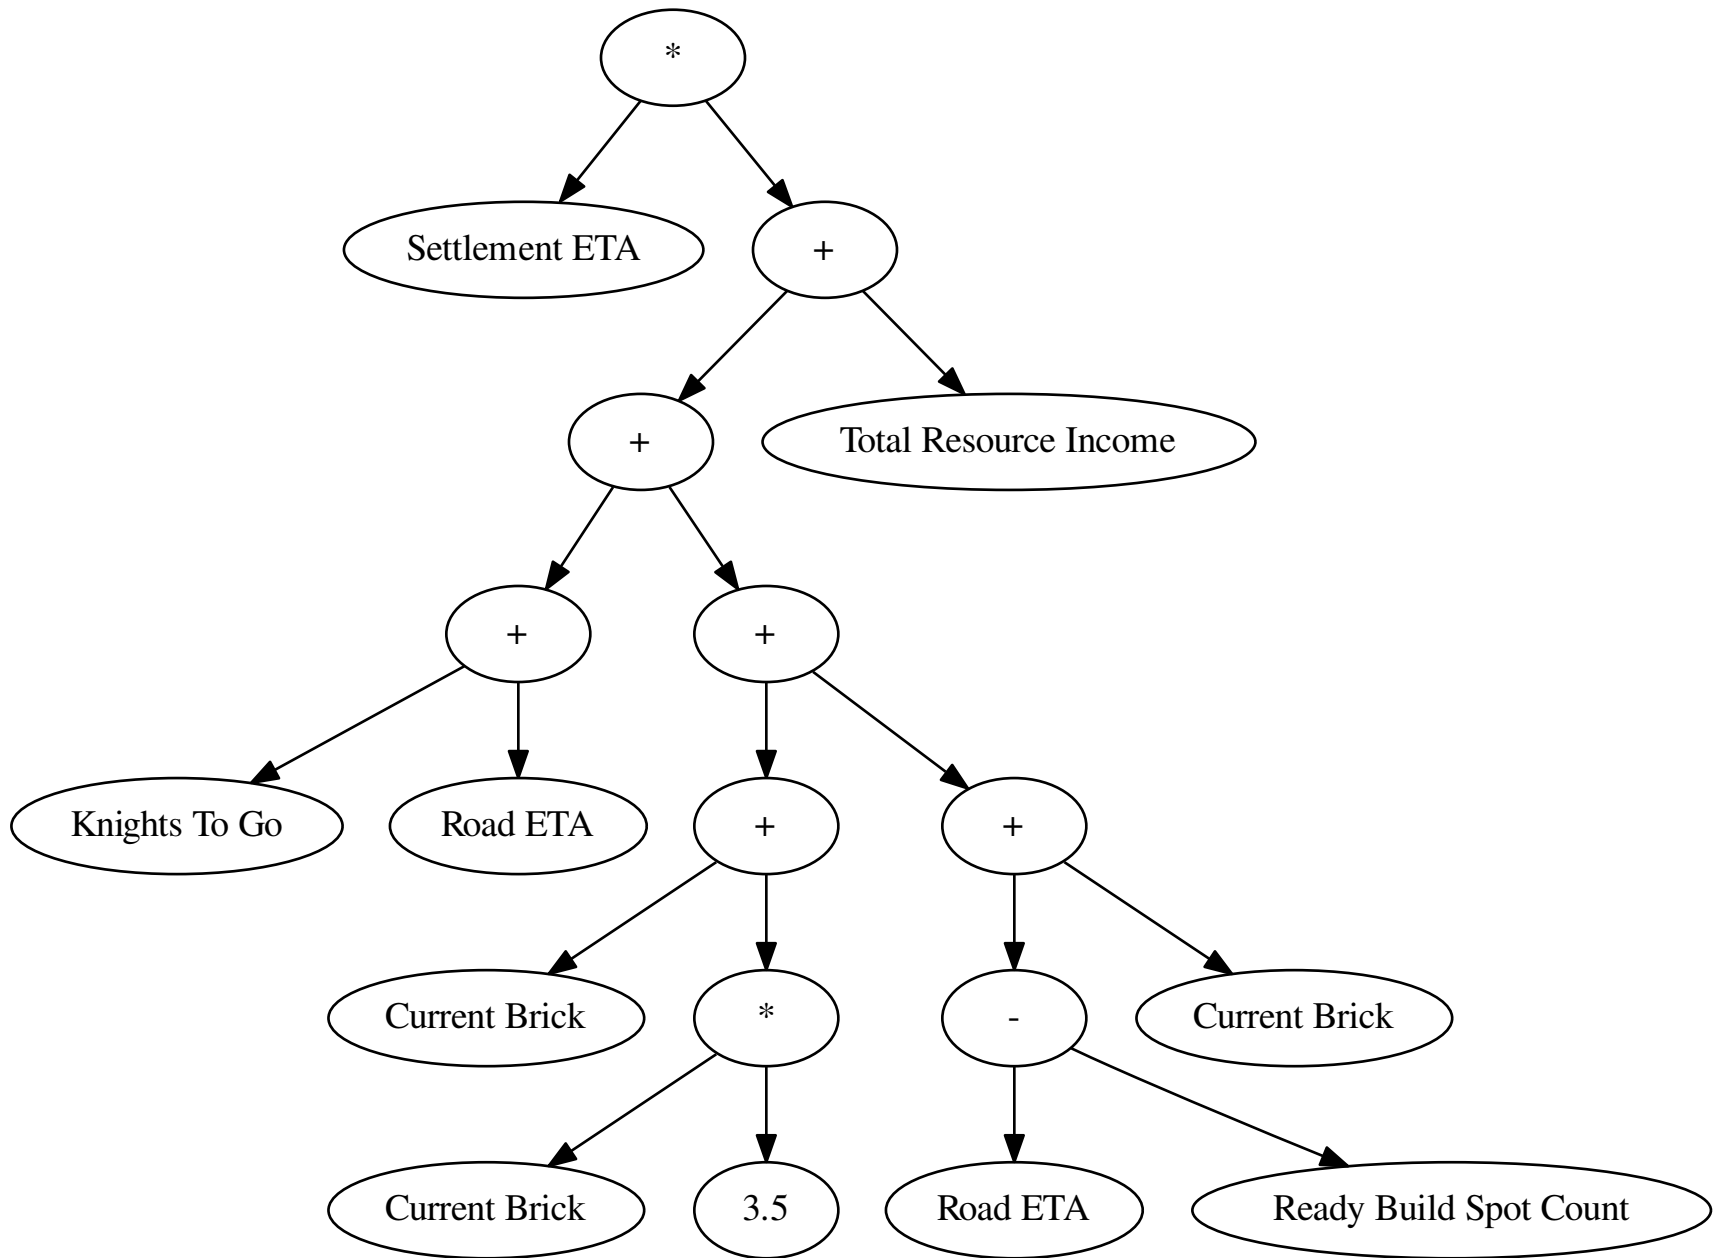 *
Settlement ETA
+
+
Total Resource Income
+
+
Knights To Go
Road ETA
+
+
Current Brick
*
-
Current Brick
Current Brick
3.5
Road ETA
Ready Build Spot Count